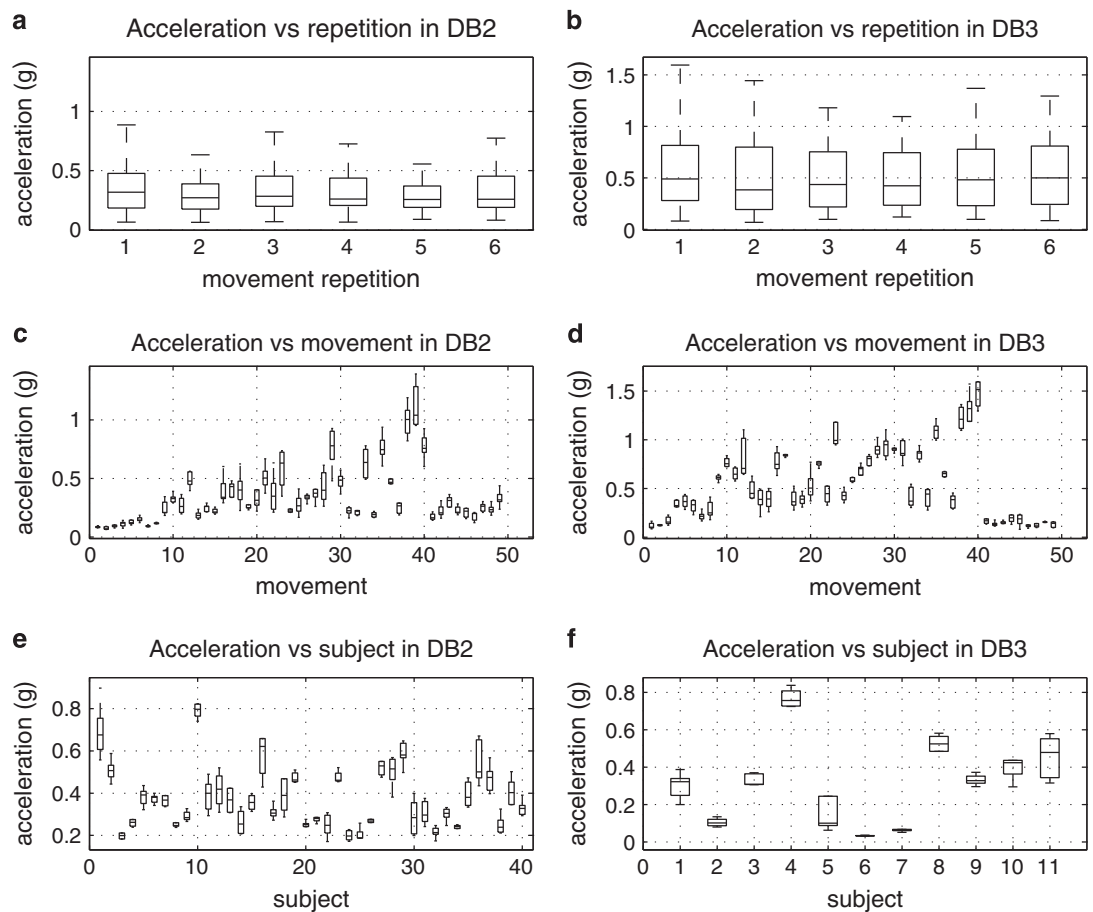 a
Acceleration vs repetition in DB2
acceleration (g)
1
0.5
0
1 2 3 4 5 6
movement repetition
b
Acceleration vs repetition in DB3
acceleration (g)
1.5
1
0.5
0
1 2 3 4 5 6
movement repetition
c
Acceleration vs movement in DB2
acceleration (g)
1
0.5
0
0 10 20 30 40 50
movement
d
Acceleration vs movement in DB3
acceleration (g)
1.5
1
0.5
0
0 10 20 30 40 50
movement
e
Acceleration vs subject in DB2
acceleration (g)
0.8
0.6
0.4
0.2
0 10 20 30 40
subject
f
Acceleration vs subject in DB3
acceleration (g)
0.8
0.6
0.4
0.2
0
0 1 2 3 4 5 6 7 8 9 10 11
subject